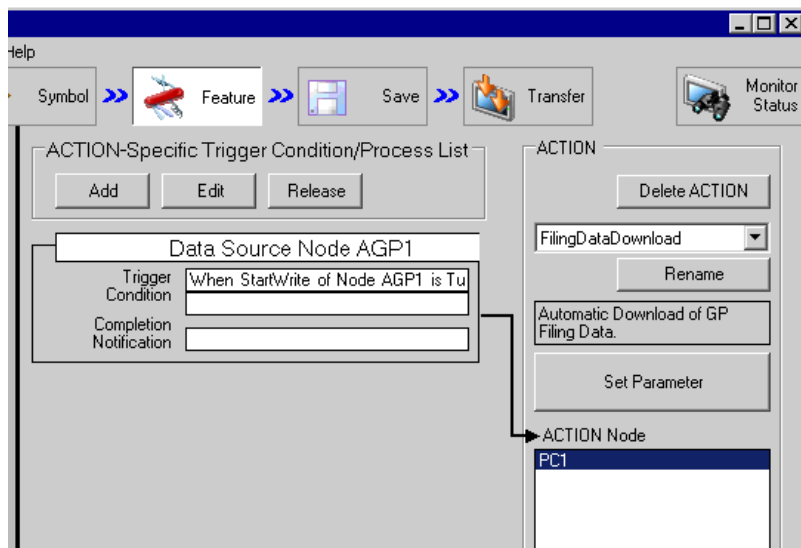 Help
Symbol
Feature
Save
Transfer
Monitor
Status
ACTION-Specific Trigger Condition/Process List
Add
Edit
Release
Data Source Node AGP1
Trigger
Condition
When StartWrite of Node AGP1 is Tu
Completion
Notification
ACTION
Delete ACTION
FilingDataDownload
Rename
Automatic Download of GP
Filing Data.
Set Parameter
ACTION Node
PC1